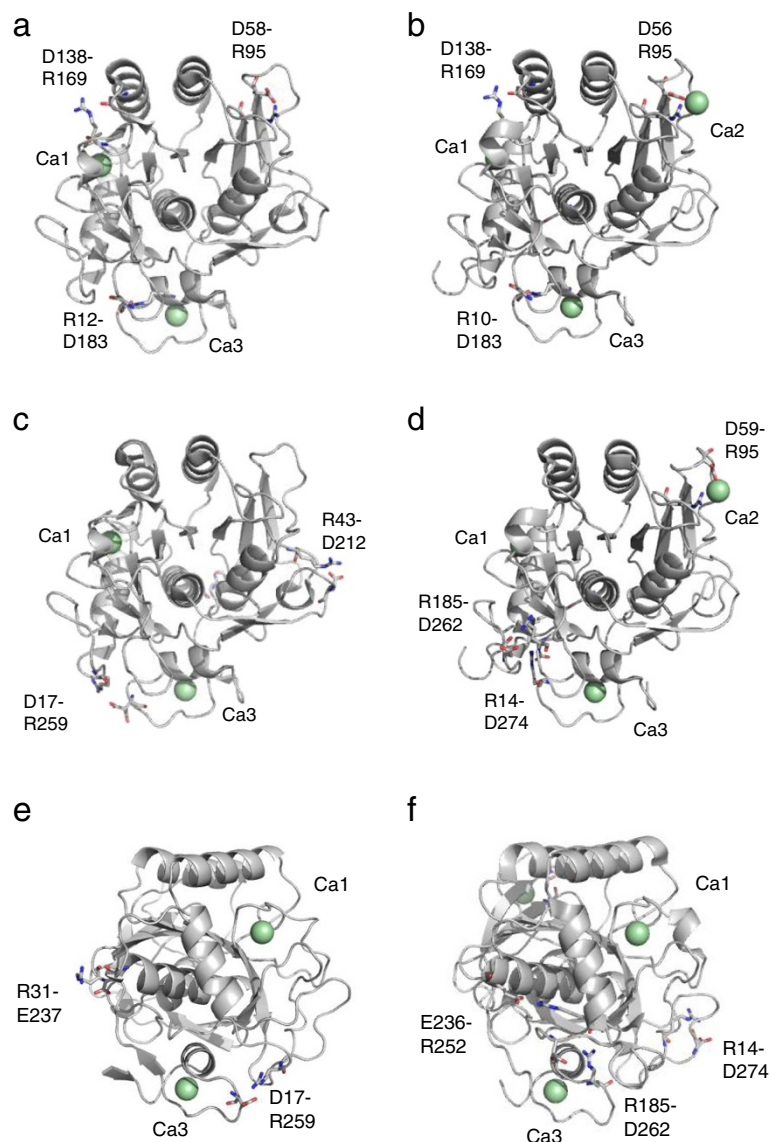 a
D138-
R169
D58-
R95
Ca1
R12-
D183
Ca3
b
D138-
R169
D56
R95
Ca1
Ca2
R10-
D183
Ca3
c
Ca1
R43-
D212
D17-
R259
Ca3
d
D59-
R95
Ca1
Ca2
R185-
D262
R14-
D274
Ca3
e
Ca1
R31-
E237
D17-
R259
Ca3
f
Ca1
E236-
R252
R14-
D274
R185-
D262
Ca3